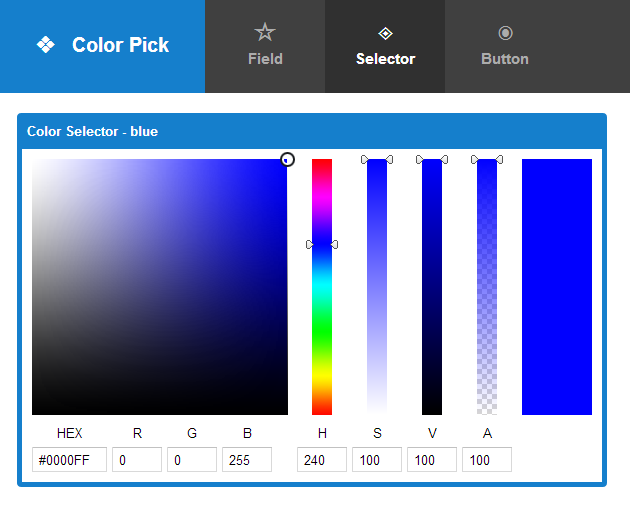 Color Pick
Field
Selector
Button
Color Selector - blue
HEX R G B H S V A
#0000FF 0 0 255 240 100 100 100